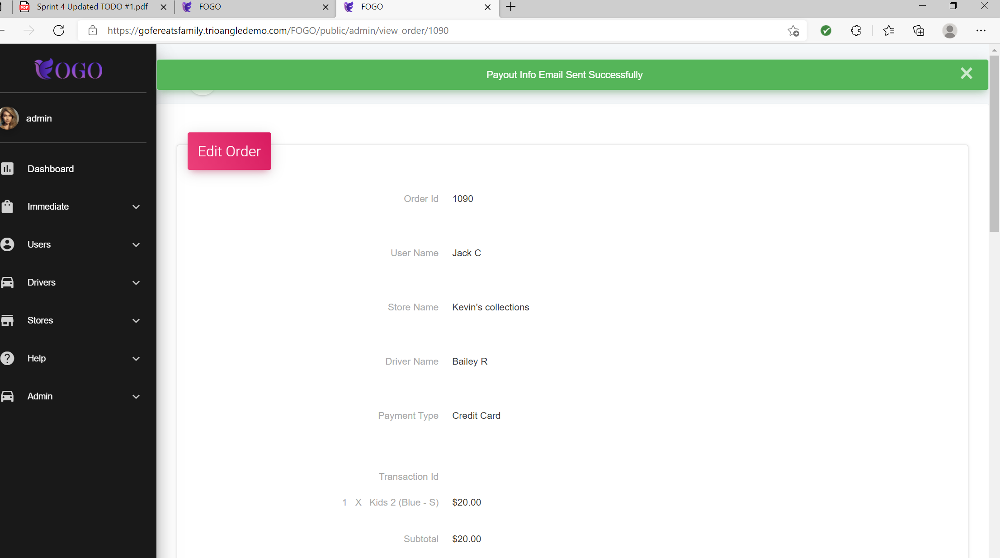 Sprint 4 Updated TODO #1.pdf
FOGO
FOGO
https://gofereatsfamily.trioangledemo.com/FOGO/public/admin/view_order/1090
FOGO
Payout Info Email Sent Successfully
admin
Edit Order
Dashboard
Immediate
Users
Drivers
Stores
Help
Admin
Order Id 1090
User Name Jack C
Store Name Kevin's collections
Driver Name Bailey R
Payment Type Credit Card
Transaction Id
1 X Kids 2 (Blue - S) $20.00
Subtotal $20.00